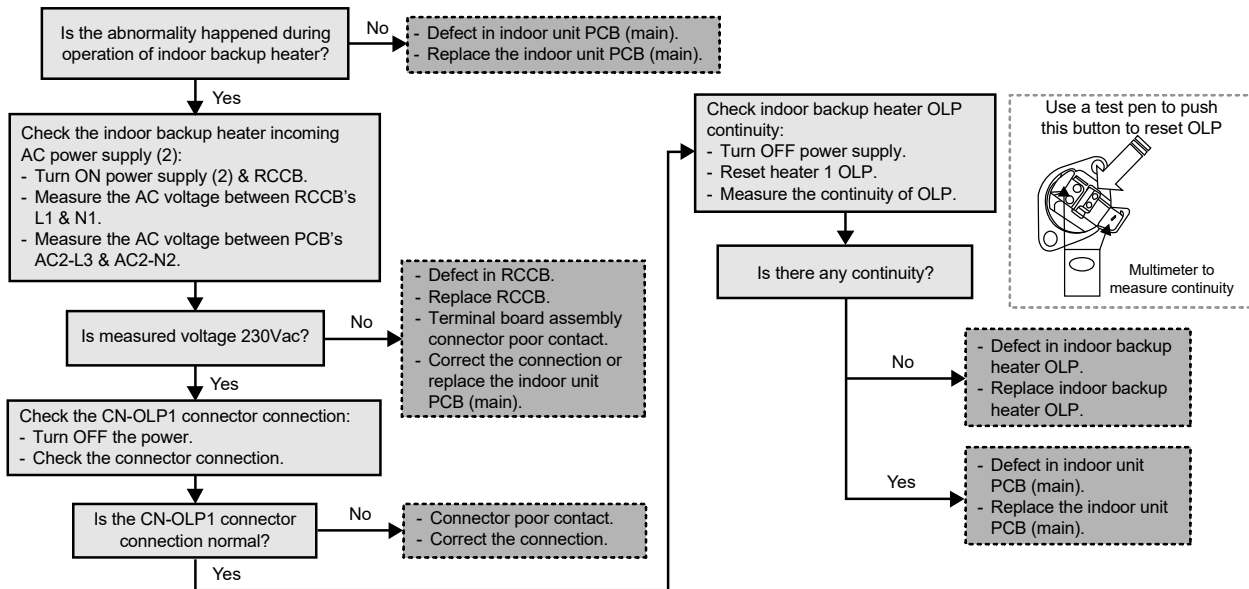 Is the abnormality happened during
operation of indoor backup heater?
No
- Defect in indoor unit PCB (main).
- Replace the indoor unit PCB (main).
Yes
Check the indoor backup heater incoming
AC power supply (2):
- Turn ON power supply (2) & RCCB.
- Measure the AC voltage between RCCB's
L1 & N1.
- Measure the AC voltage between PCB's
AC2-L3 & AC2-N2.
Is measured voltage 230Vac?
No
- Defect in RCCB.
- Replace RCCB.
- Terminal board assembly
connector poor contact.
- Correct the connection or
replace the indoor unit
PCB (main).
Yes
Check the CN-OLP1 connector connection:
- Turn OFF the power.
- Check the connector connection.
Is the CN-OLP1 connector
connection normal?
No
- Connector poor contact.
- Correct the connection.
Yes
Check indoor backup heater OLP
continuity:
- Turn OFF power supply.
- Reset heater 1 OLP.
- Measure the continuity of OLP.
Is there any continuity?
Use a test pen to push
this button to reset OLP
Multimeter to
measure continuity
No
- Defect in indoor backup
heater OLP.
- Replace indoor backup
heater OLP.
Yes
- Defect in indoor unit
PCB (main).
- Replace the indoor unit
PCB (main).